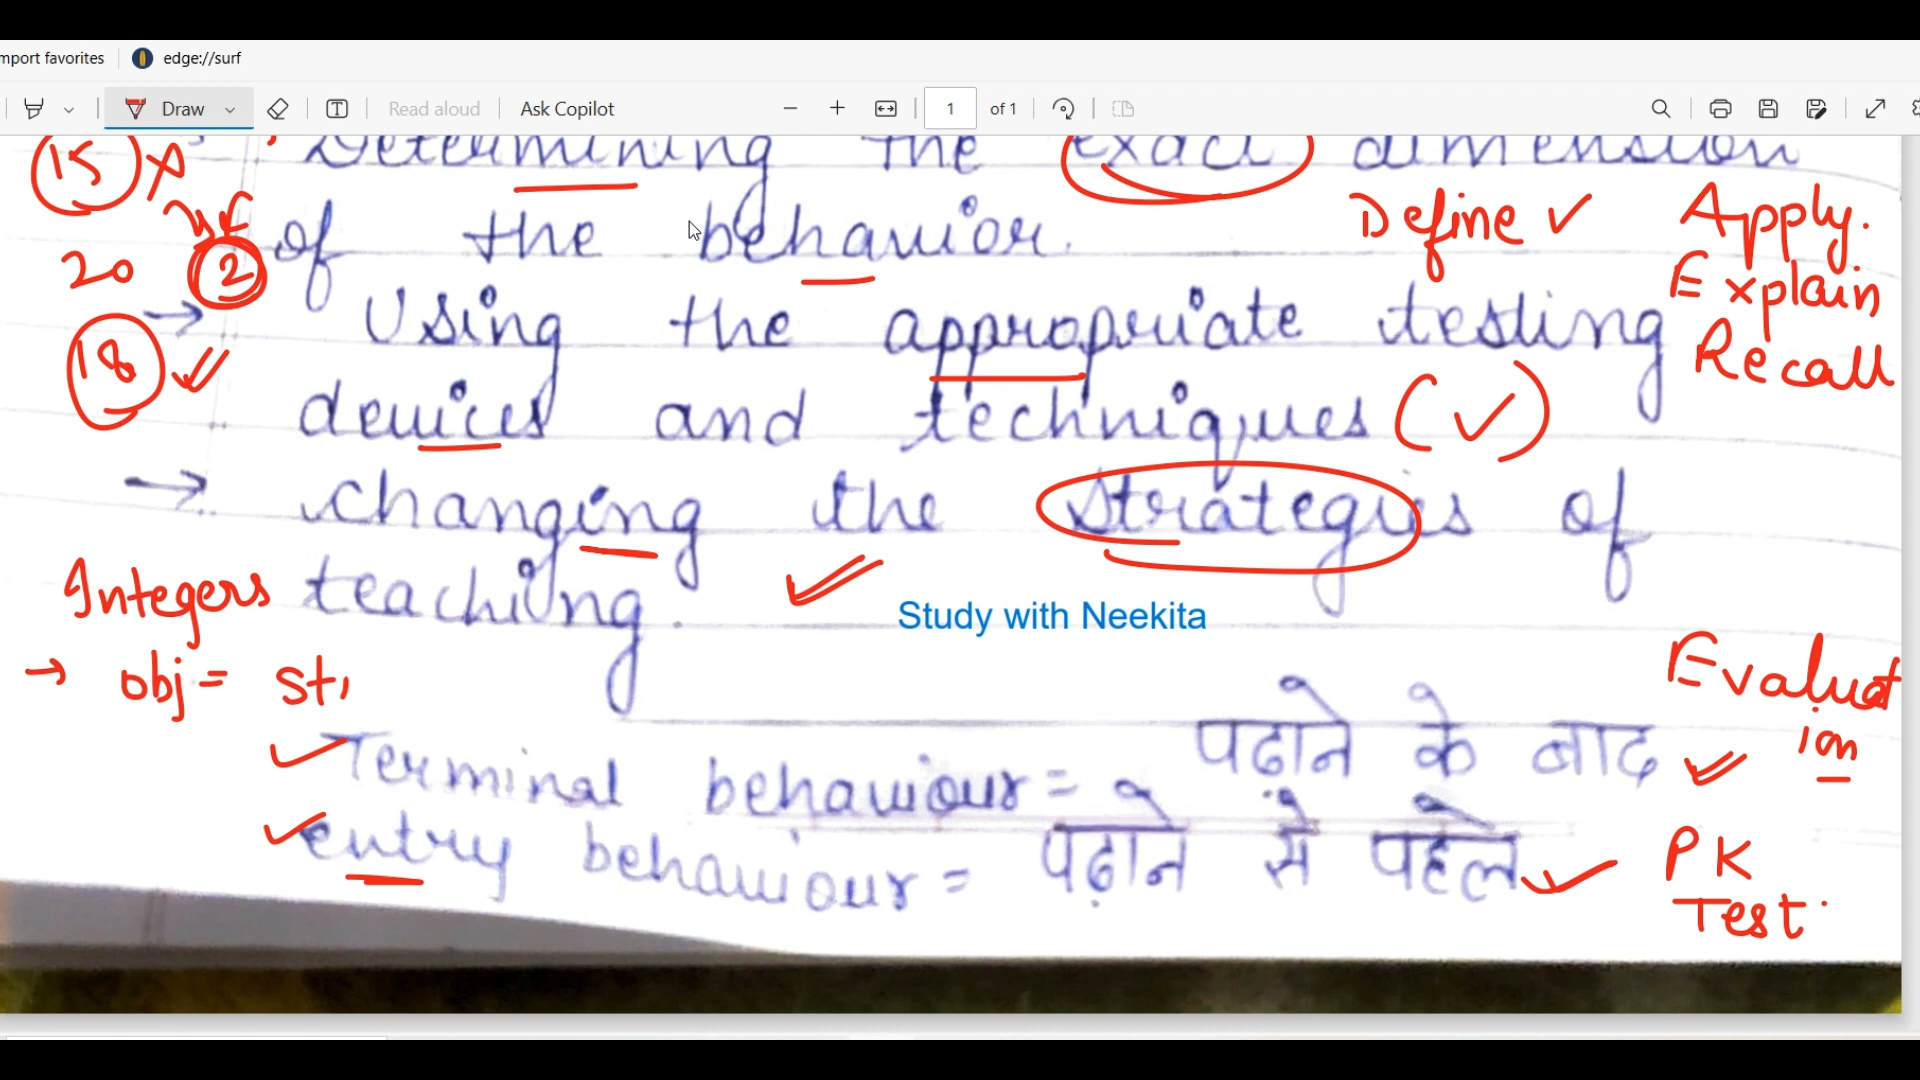 mport favorites edge://surf
Draw Read aloud Ask Copilot 1 of 1
15 Determining the exact dimension
of the behavior. Define Apply.
20 2 Explain
→ Using the appropriate testing Recall
18
devices and techniques (✓)
→ changing the strategies of
Integers teaching.
Study with Neekita
→ obj = st, Evaluation
Terminal behaviour = पढाने के बाद
entry behaviour = पढ़ाने से पहले PK
Test